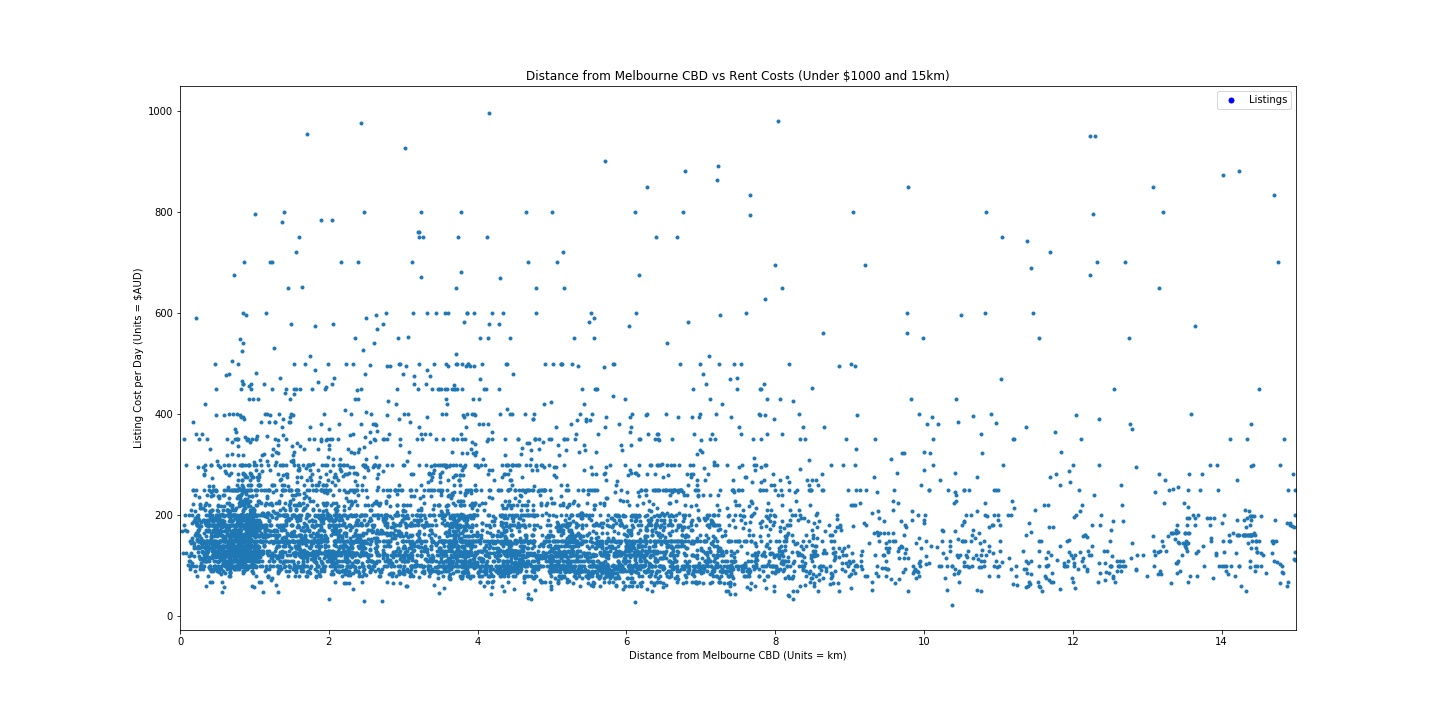 Distance from Melbourne CBD vs Rent Costs (Under $1000 and 15km)
Listings
1000
800
600
400
200
0
Listing Cost per Day (Units = $AUD)
0 2 4 6 8 10 12 14
Distance from Melbourne CBD (Units = km)